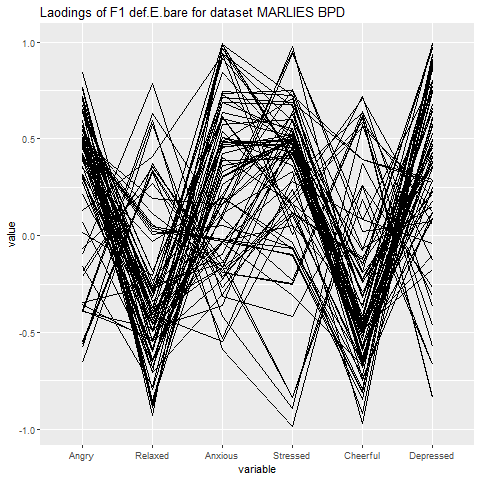 Laodings of F1 def.E.bare for dataset MARLIES BPD
1.0
0.5
0.0
-0.5
-1.0
value
Angry Relaxed Anxious Stressed Cheerful Depressed
variable